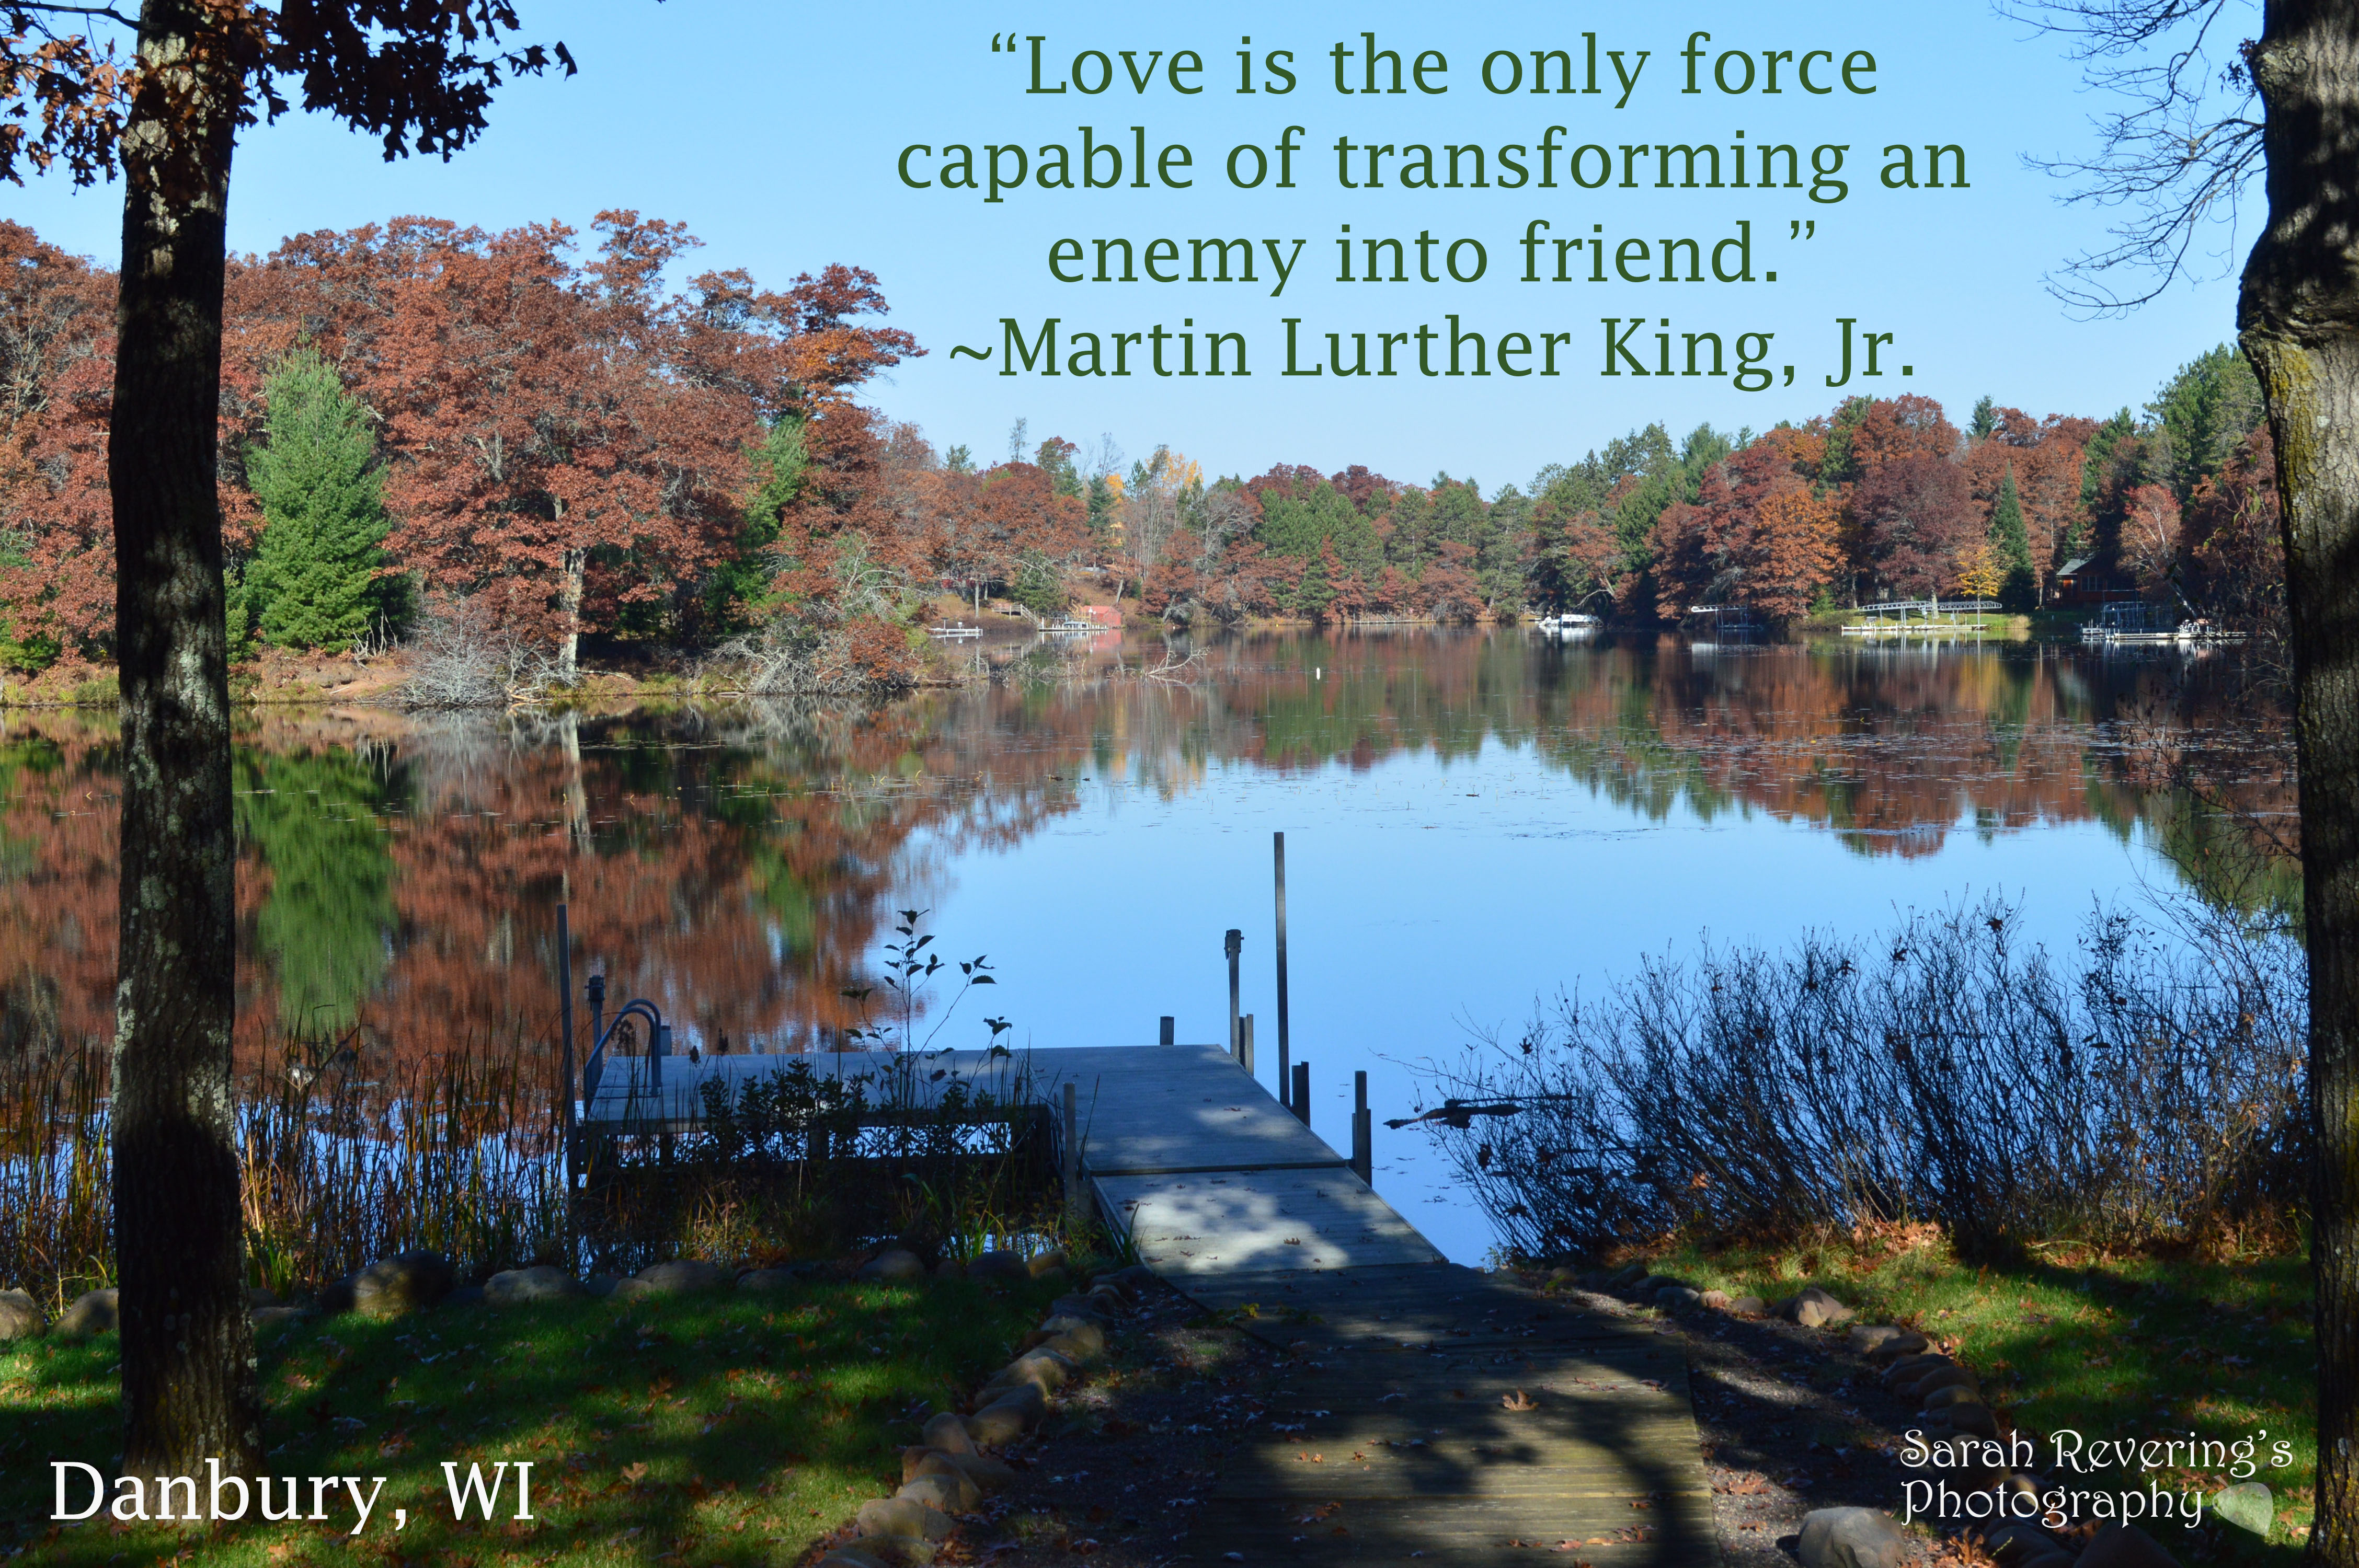 “Love is the only force
capable of transforming an
enemy into friend.”
~Martin Lurther King, Jr.
Danbury, WI
Sarah Revering’s
Photography